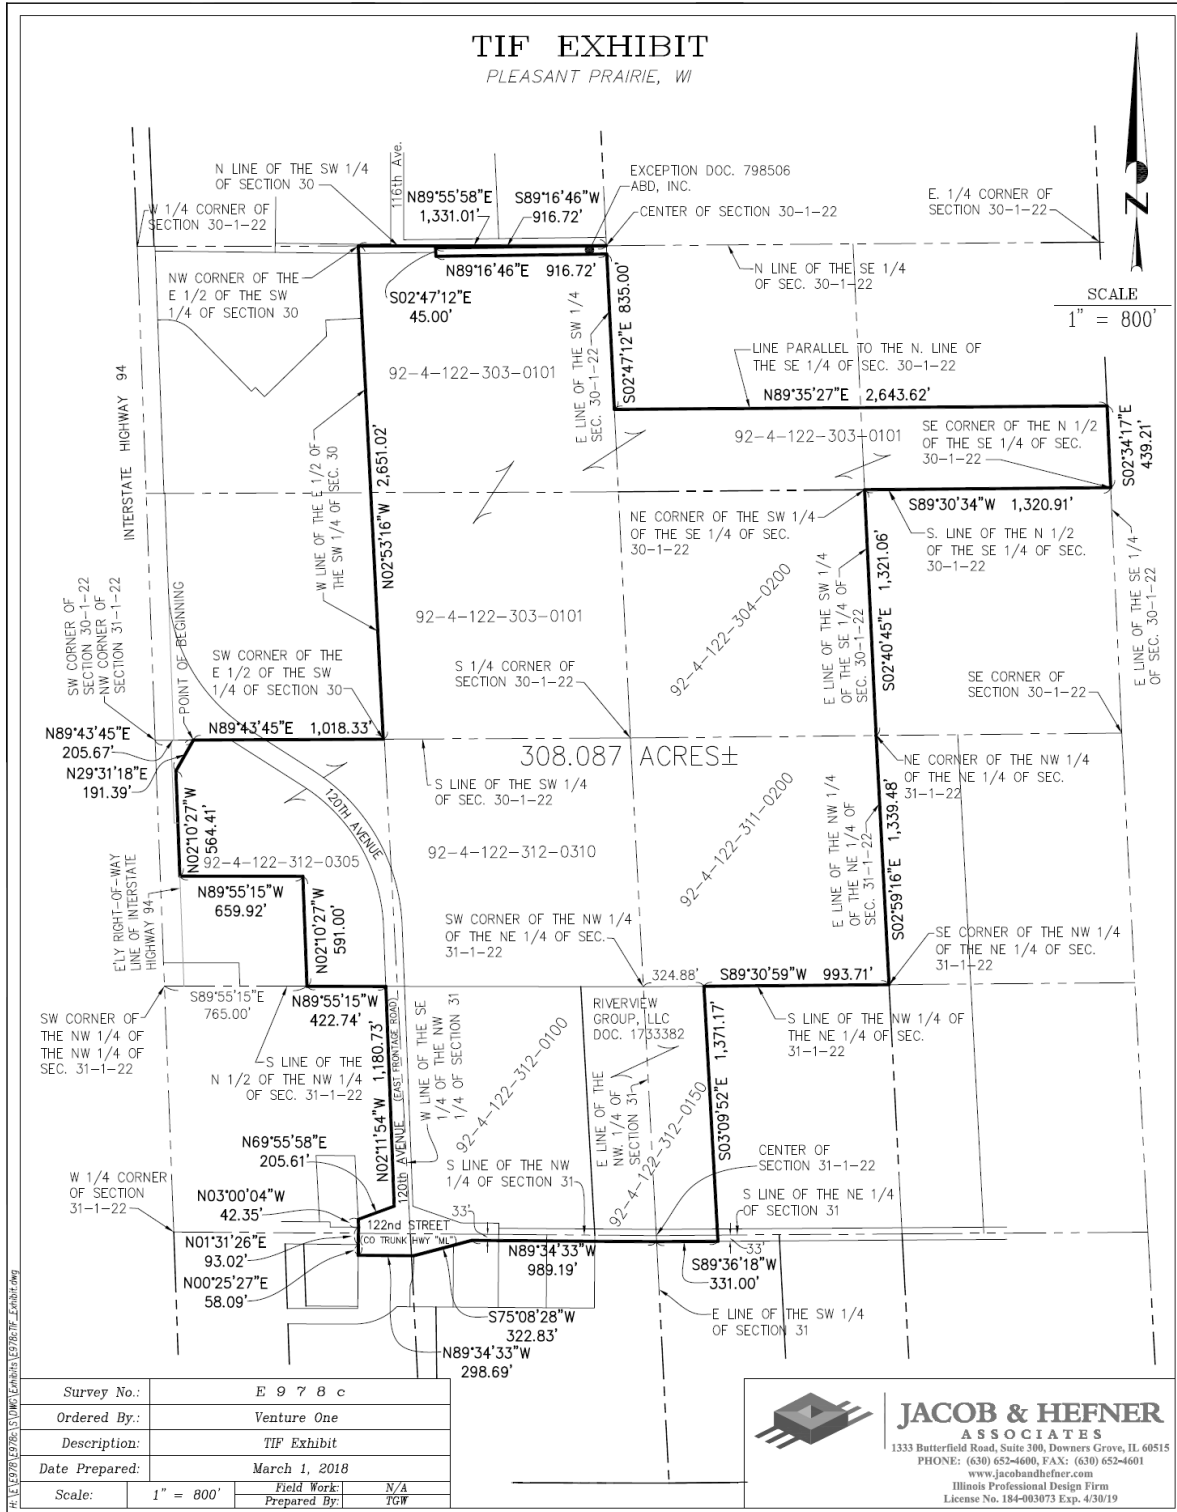 TIF EXHIBIT
PLEASANT PRAIRIE, WI
N LINE OF THE SW 1/4
OF SECTION 30
116th Ave.
N89°55'58"E
1,331.01'
S89°16'46"W
916.72'
EXCEPTION DOC. 798506
ABD, INC.
CENTER OF SECTION 30-1-22
E. 1/4 CORNER OF
SECTION 30-1-22
W 1/4 CORNER OF
SECTION 30-1-22
N
NW CORNER OF THE
E 1/2 OF THE SW
1/4 OF SECTION 30
N89°16'46"E 916.72'
S02°47'12"E
45.00'
N LINE OF THE SE 1/4
OF SEC. 30-1-22
SCALE
1" = 800'
S02°47'12"E 835.00'
E LINE OF THE SW 1/4
SEC. 30-1-22
LINE PARALLEL TO THE N. LINE OF
THE SE 1/4 OF SEC. 30-1-22
92-4-122-303-0101
N89°35'27"E 2,643.62'
INTERSTATE HIGHWAY 94
92-4-122-303-0101
SE CORNER OF THE N 1/2
OF THE SE 1/4 OF SEC.
30-1-22
S02°34'17"E
439.21'
N02°53'16"W 2,651.02'
W LINE OF THE E 1/2 OF
THE SW 1/4 OF SEC. 30
S89°30'34"W 1,320.91'
NE CORNER OF THE SW 1/4
OF THE SE 1/4 OF SEC.
30-1-22
S. LINE OF THE N 1/2
OF THE SE 1/4 OF SEC.
30-1-22
E LINE OF THE SW 1/4
OF THE SE 1/4 OF
SEC. 30-1-22
S02°40'45"E 1,321.06'
E LINE OF THE SE 1/4
OF SEC. 30-1-22
SW CORNER OF
SECTION 30-1-22
NW CORNER OF
SECTION 31-1-22
POINT OF BEGINNING
92-4-122-303-0101
92-4-122-304-0200
SW CORNER OF THE
E 1/2 OF THE SW
1/4 OF SECTION 30
S 1/4 CORNER OF
SECTION 30-1-22
SE CORNER OF
SECTION 30-1-22
N89°43'45"E
205.67'
N89°43'45"E 1,018.33'
308.087 ACRES±
N29°31'18"E
191.39'
S LINE OF THE SW 1/4
OF SEC. 30-1-22
NE CORNER OF THE NW 1/4
OF THE NE 1/4 OF SEC.
31-1-22
120TH AVENUE
N02°10'27"W
564.41'
92-4-122-312-0305
92-4-122-312-0310
92-4-122-311-0200
E LINE OF THE NW 1/4
OF THE NE 1/4 OF
SEC. 31-1-22
S02°59'16"E 1,339.48'
N89°55'15"W
659.92'
E'LY RIGHT-OF-WAY
LINE OF INTERSTATE
HIGHWAY 94
N02°10'27"W
591.00'
SW CORNER OF THE NW 1/4
OF THE NE 1/4 OF SEC.
31-1-22
SE CORNER OF THE NW 1/4
OF THE NE 1/4 OF SEC.
31-1-22
324.88'
S89°30'59"W 993.71'
S89°55'15"E
765.00'
N89°55'15"W
422.74'
RIVERVIEW
GROUP, LLC
DOC. 1733382
SW CORNER OF
THE NW 1/4 OF
THE NW 1/4 OF
SEC. 31-1-22
S LINE OF THE
N 1/2 OF THE NW 1/4
OF SEC. 31-1-22
S LINE OF THE NW 1/4 OF
THE NE 1/4 OF SEC.
31-1-22
N02°11'54"W 1,180.73'
120th AVENUE (EAST FRONTAGE ROAD)
W LINE OF THE SE
1/4 OF THE NW
1/4 OF SECTION 31
92-4-122-312-0100
E LINE OF THE
NW. 1/4 OF
SECTION 31
92-4-122-312-0150
S03°09'52"E 1,371.17'
N69°55'58"E
205.61'
CENTER OF
SECTION 31-1-22
W 1/4 CORNER
OF SECTION
31-1-22
S LINE OF THE NW
1/4 OF SECTION 31
S LINE OF THE NE 1/4
OF SECTION 31
N03°00'04"W
42.35'
33'
122nd STREET
(CO TRUNK HWY "ML")
N01°31'26"E
93.02'
N89°34'33"W
989.19'
33'
S89°36'18"W
331.00'
N00°25'27"E
58.09'
S75°08'28"W
322.83'
E LINE OF THE SW 1/4
OF SECTION 31
N89°34'33"W
298.69'
H:\E\E978\E978c\S\DWG\Exhibits\E978cTIF_Exhibit.dwg
Survey No.: E 9 7 8 c
Ordered By.: Venture One
Description: TIF Exhibit
Date Prepared: March 1, 2018
Scale: 1" = 800' Field Work: N/A
Prepared By: TGW
JACOB & HEFNER
ASSOCIATES
1333 Butterfield Road, Suite 300, Downers Grove, IL 60515
PHONE: (630) 652-4600, FAX: (630) 652-4601
www.jacobandhefner.com
Illinois Professional Design Firm
License No. 184-003073 Exp. 4/30/19